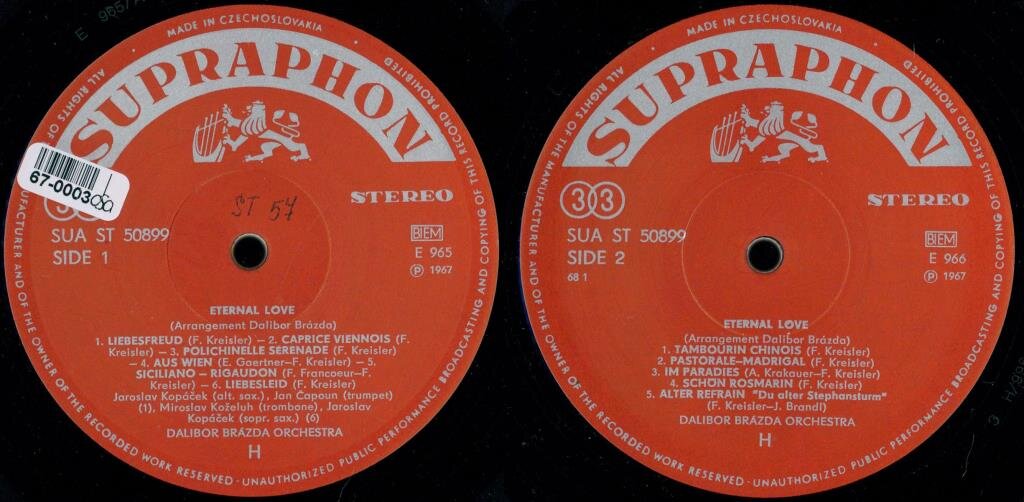 E 965/A
MADE IN CZECHOSLOVAKIA
ALL RIGHTS OF THE MANUFACTURER AND OF THE OWNER OF THE RECORDED WORK RESERVED - UNAUTHORIZED PUBLIC PERFORMANCE BROADCASTING AND COPYING OF THIS RECORD PROHIBITED
SUPRAPHON
67-0003
33
ST 57
STEREO
SUA ST 50899
SIDE 1
BIEM
E 965
Ⓟ 1967
ETERNAL LOVE
(Arrangement Dalibor Brázda)
1. LIEBESFREUD (F. Kreisler) – 2. CAPRICE VIENNOIS (F.
Kreisler) – 3. POLICHINELLE SERENADE (F. Kreisler)
– 4. AUS WIEN (E. Gaertner–F. Kreisler) – 5.
SICILIANO – RIGAUDON (F. Francoeur–F.
Kreisler) – 6. LIEBESLEID (F. Kreisler)
Jaroslav Kopáček (alt. sax.), Jan Čapoun (trumpet)
(1), Miroslav Koželuh (trombone), Jaroslav
Kopáček (sopr. sax.) (6)
DALIBOR BRÁZDA ORCHESTRA
H
MADE IN CZECHOSLOVAKIA
ALL RIGHTS OF THE MANUFACTURER AND OF THE OWNER OF THE RECORDED WORK RESERVED - UNAUTHORIZED PUBLIC PERFORMANCE BROADCASTING AND COPYING OF THIS RECORD PROHIBITED
SUPRAPHON
33
STEREO
SUA ST 50899
SIDE 2
68 1
BIEM
E 966
Ⓟ 1967
ETERNAL LOVE
(Arrangement Dalibor Brázda)
1. TAMBOURIN CHINOIS (F. Kreisler)
2. PASTORALE–MADRIGAL (F. Kreisler)
3. IM PARADIES (A. Krakauer–F. Kreisler)
4. SCHÖN ROSMARIN (F. Kreisler)
5. ALTER REFRAIN "Du alter Stephansturm"
(F. Kreisler–J. Brandl)
DALIBOR BRÁZDA ORCHESTRA
H